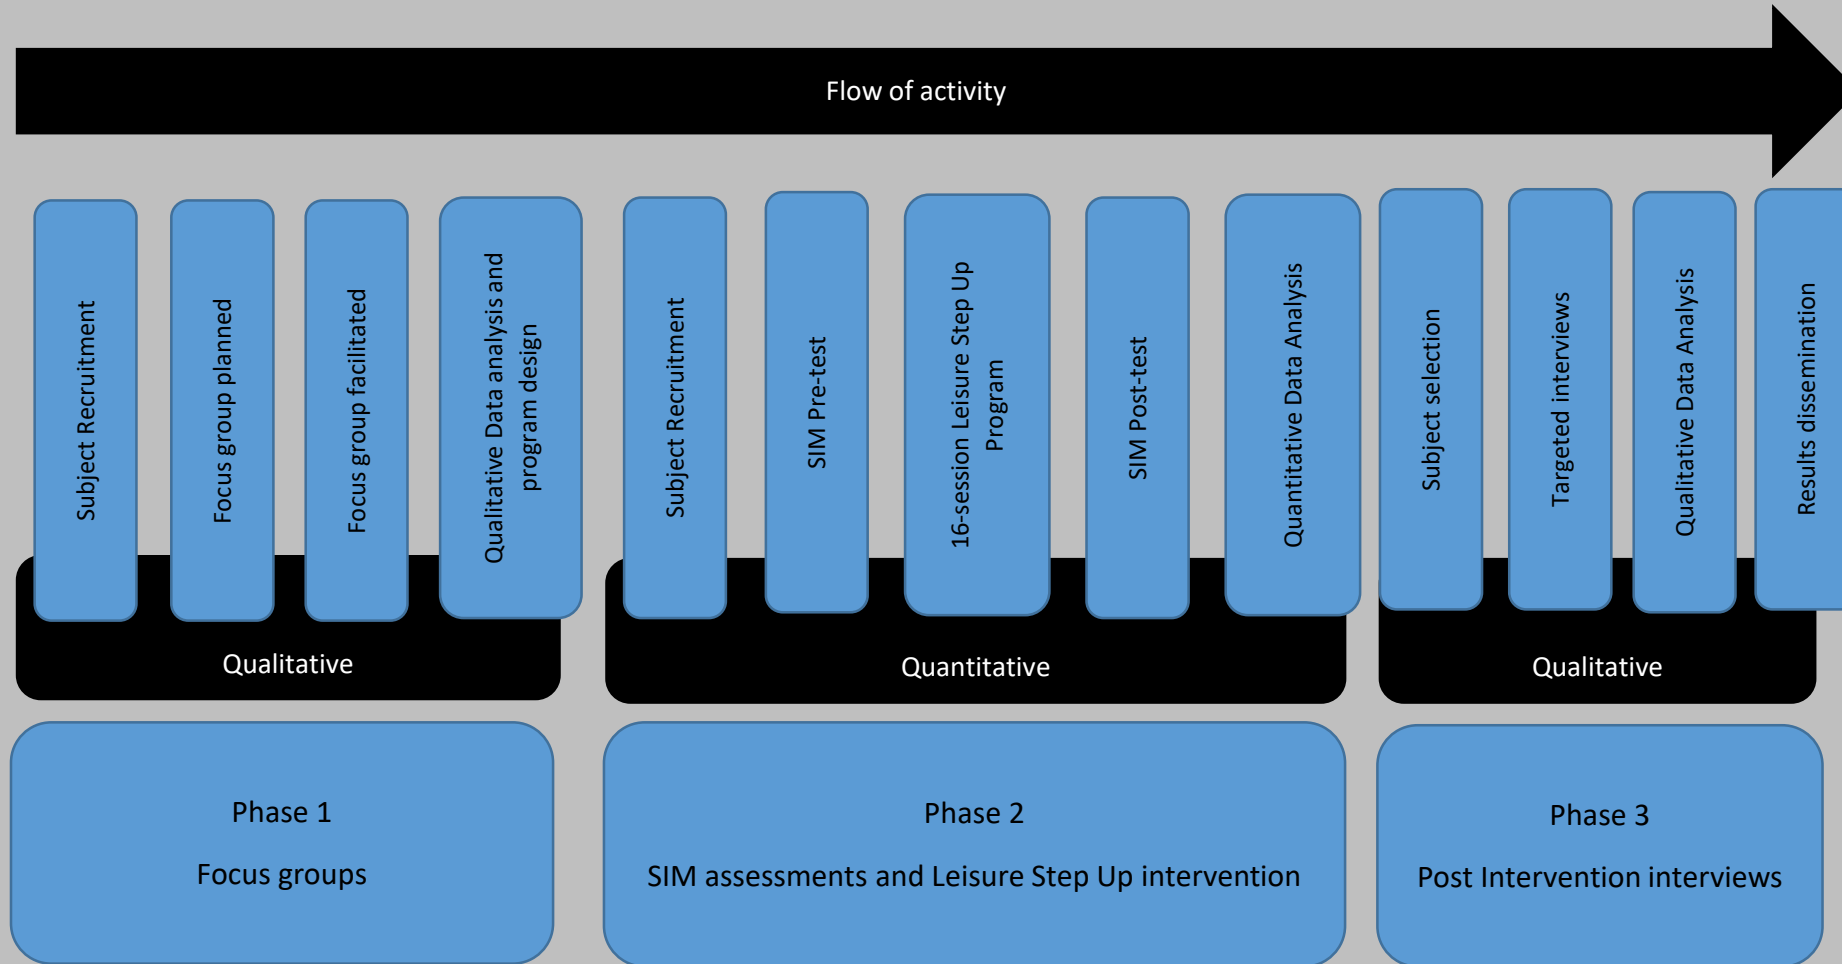 Flow of activity
Subject Recruitment
Focus group planned
Focus group facilitated
Qualitative Data analysis and
program design
Subject Recruitment
SIM Pre-test
16-session Leisure Step Up
Program
SIM Post-test
Quantitative Data Analysis
Subject selection
Targeted interviews
Qualitative Data Analysis
Results dissemination
Qualitative
Quantitative
Qualitative
Phase 1
Focus groups
Phase 2
SIM assessments and Leisure Step Up intervention
Phase 3
Post Intervention interviews